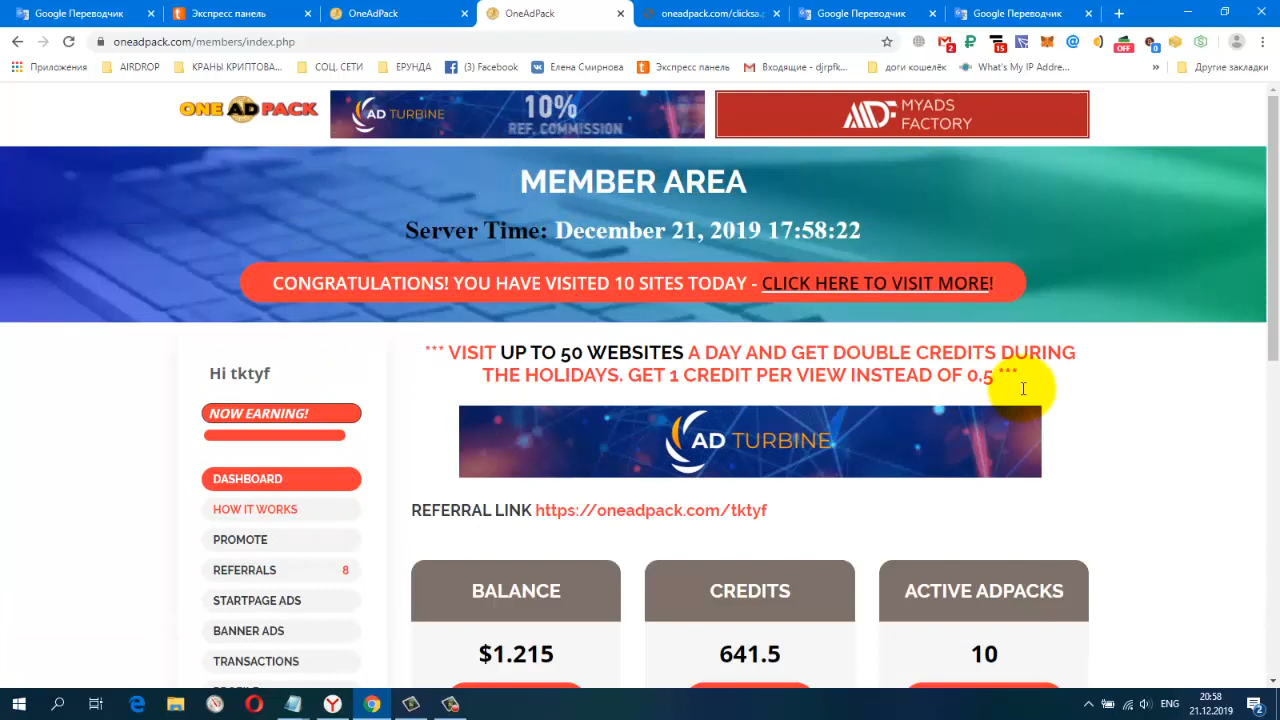 Google Переводчик
Экспресс панель
OneAdPack
OneAdPack
oneadpack.com/clicksa
Google Переводчик
Google Переводчик
oneadpack.com/members/index.php
2
15
OFF
0
Приложения
AIRDROP
КРАНЫ КРИПТОВА...
СОЦ. СЕТИ
ЕРУНДА
(3) Facebook
Елена Смирнова
Экспресс панель
Входящие - djrpfk...
доги кошелёк
What's My IP Addre...
»
Другие закладки
ONE AD PACK
AD TURBINE
10%
REF. COMMISSION
MYADS
FACTORY
MEMBER AREA
Server Time: December 21, 2019 17:58:22
CONGRATULATIONS! YOU HAVE VISITED 10 SITES TODAY - CLICK HERE TO VISIT MORE!
*** VISIT UP TO 50 WEBSITES A DAY AND GET DOUBLE CREDITS DURING
THE HOLIDAYS. GET 1 CREDIT PER VIEW INSTEAD OF 0.5 ***
Hi tktyf
NOW EARNING!
AD TURBINE
DASHBOARD
HOW IT WORKS
PROMOTE
REFERRALS 8
STARTPAGE ADS
BANNER ADS
TRANSACTIONS
REFERRAL LINK https://oneadpack.com/tktyf
BALANCE
$1.215
CREDITS
641.5
ACTIVE ADPACKS
10
ENG
20:58
21.12.2019
2